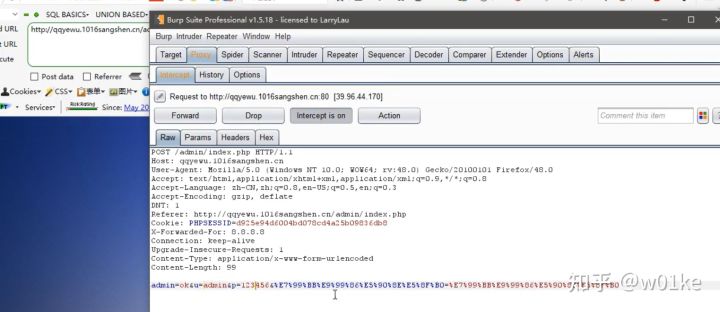 SQL BASICS▾ UNION BASED▾
Burp Suite Professional v1.5.18 - licensed to LarryLau
Burp Intruder Repeater Window Help
d URL
http://qqyewu.1016sangshen.cn/ad
it URL
ecute
Target Proxy Spider Scanner Intruder Repeater Sequencer Decoder Comparer Extender Options Alerts
Intercept History Options
Post data Referrer
Request to http://qqyewu.1016sangshen.cn:80 [39.96.44.170]
Cookies▾ CSS▾ 表單▾ 图片▾
Services▾ Risk Rating Since: May 20
Forward Drop Intercept is on Action Comment this item
Raw Params Headers Hex
POST /admin/index.php HTTP/1.1
Host: qqyewu.1016sangshen.cn
User-Agent: Mozilla/5.0 (Windows NT 10.0; WOW64; rv:48.0) Gecko/20100101 Firefox/48.0
Accept: text/html,application/xhtml+xml,application/xml;q=0.9,*/*;q=0.8
Accept-Language: zh-CN,zh;q=0.8,en-US;q=0.5,en;q=0.3
Accept-Encoding: gzip, deflate
DNT: 1
Referer: http://qqyewu.1016sangshen.cn/admin/index.php
Cookie: PHPSESSID=d925e94d6004bd078cd4a25b09836db8
X-Forwarded-For: 8.8.8.8
Connection: keep-alive
Upgrade-Insecure-Requests: 1
Content-Type: application/x-www-form-urlencoded
Content-Length: 99
admin=ok&u=admin&p=123456&%E7%99%BB%E9%99%86%E5%90%8E%E5%8F%B0=%E7%99%BB%E9%99%86%E5%90%8E%E5%8F%B0
知乎 @w01ke